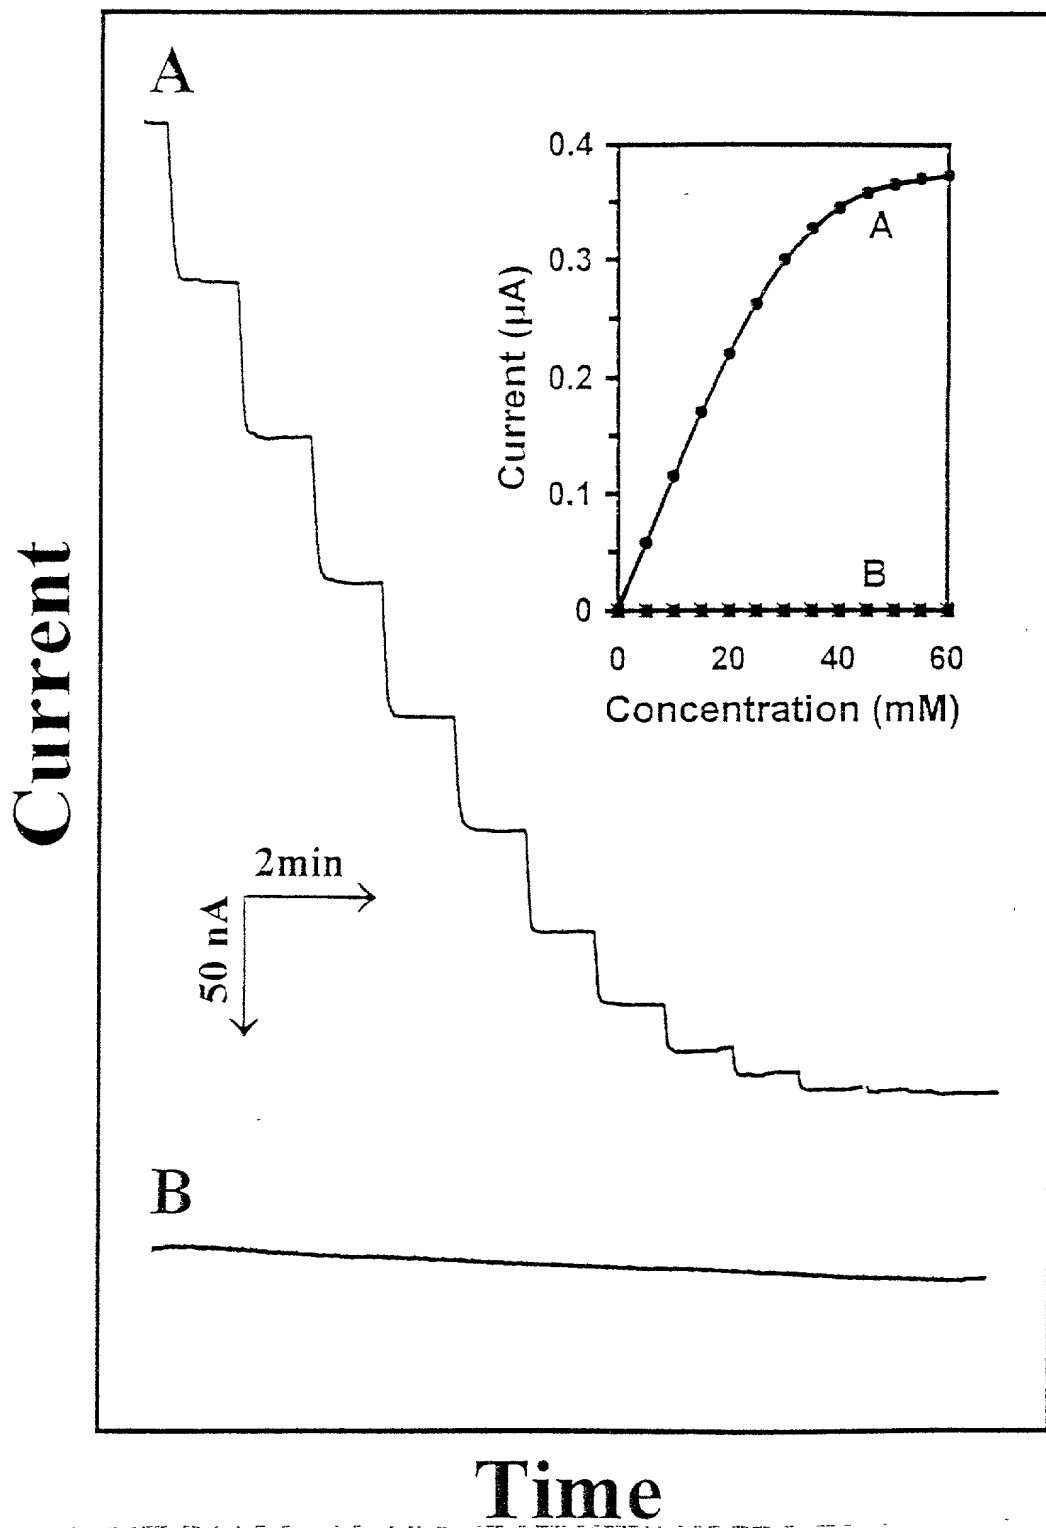 A
0.4
0.3
0.2
0.1
0
Current (μA)
A
B
0 20 40 60
Concentration (mM)
Current
2min
50 nA
B
Time